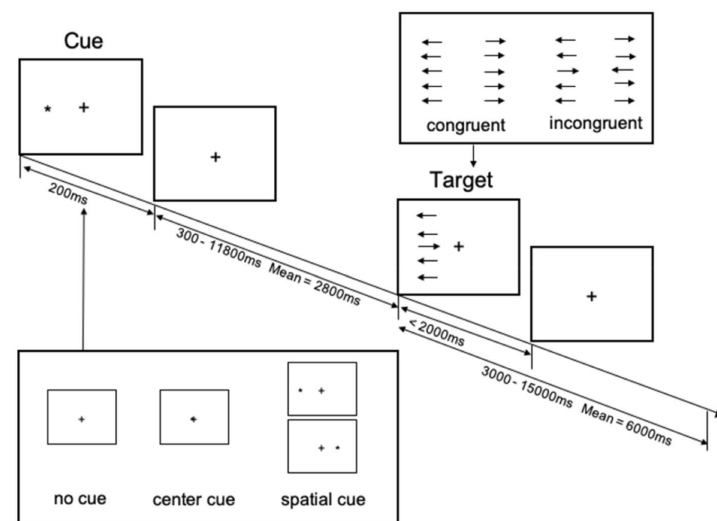 Cue
*
+
+
200ms
300 - 11800ms Mean = 2800ms
congruent
incongruent
Target
+
+
< 2000ms
3000 - 15000ms Mean = 6000ms
+
+
* +
+ *
no cue
center cue
spatial cue